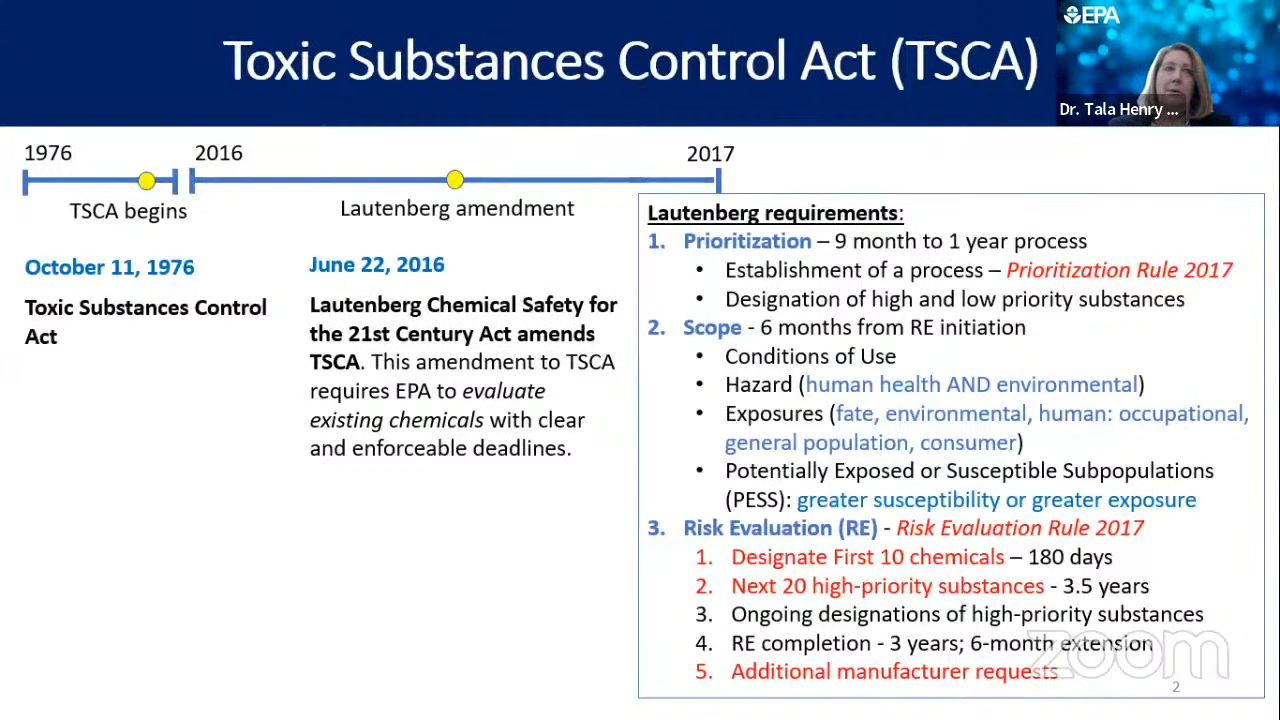 Toxic Substances Control Act (TSCA)
EPA
Dr. Tala Henry ...
1976
2016
2017
TSCA begins
Lautenberg amendment
October 11, 1976
Toxic Substances Control
Act
June 22, 2016
Lautenberg Chemical Safety for
the 21st Century Act amends
TSCA. This amendment to TSCA
requires EPA to evaluate
existing chemicals with clear
and enforceable deadlines.
Lautenberg requirements:
1. Prioritization – 9 month to 1 year process
• Establishment of a process – Prioritization Rule 2017
• Designation of high and low priority substances
2. Scope - 6 months from RE initiation
• Conditions of Use
• Hazard (human health AND environmental)
• Exposures (fate, environmental, human: occupational,
general population, consumer)
• Potentially Exposed or Susceptible Subpopulations
(PESS): greater susceptibility or greater exposure
3. Risk Evaluation (RE) - Risk Evaluation Rule 2017
1. Designate First 10 chemicals – 180 days
2. Next 20 high-priority substances - 3.5 years
3. Ongoing designations of high-priority substances
4. RE completion - 3 years; 6-month extension
5. Additional manufacturer requests
zoom
2